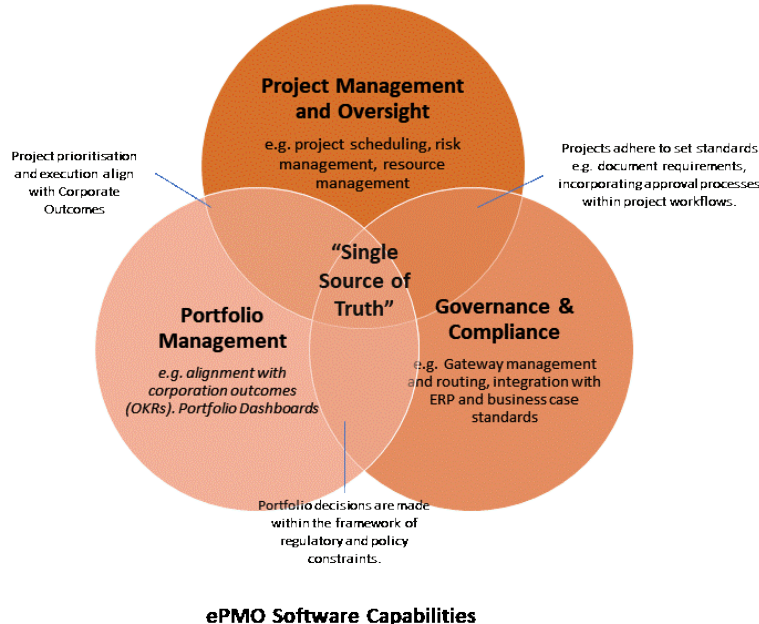 Project Management
and Oversight
e.g. project scheduling, risk
management, resource
management
Project prioritisation
and execution align
with Corporate
Outcomes
Projects adhere to set standards
e.g. document requirements,
incorporating approval processes
within project workflows.
“Single
Source of
Truth”
Portfolio
Management
e.g. alignment with
corporation outcomes
(OKRs). Portfolio Dashboards
Governance &
Compliance
e.g. Gateway management
and routing, integration with
ERP and business case
standards
Portfolio decisions are made
within the framework of
regulatory and policy
constraints.
ePMO Software Capabilities